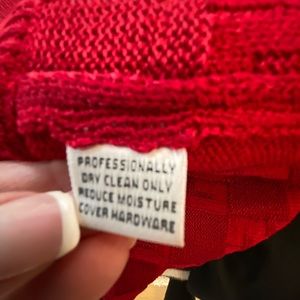 PROFESSIONALLY
DRY CLEAN ONLY
REDUCE MOISTURE
COVER HARDWARE